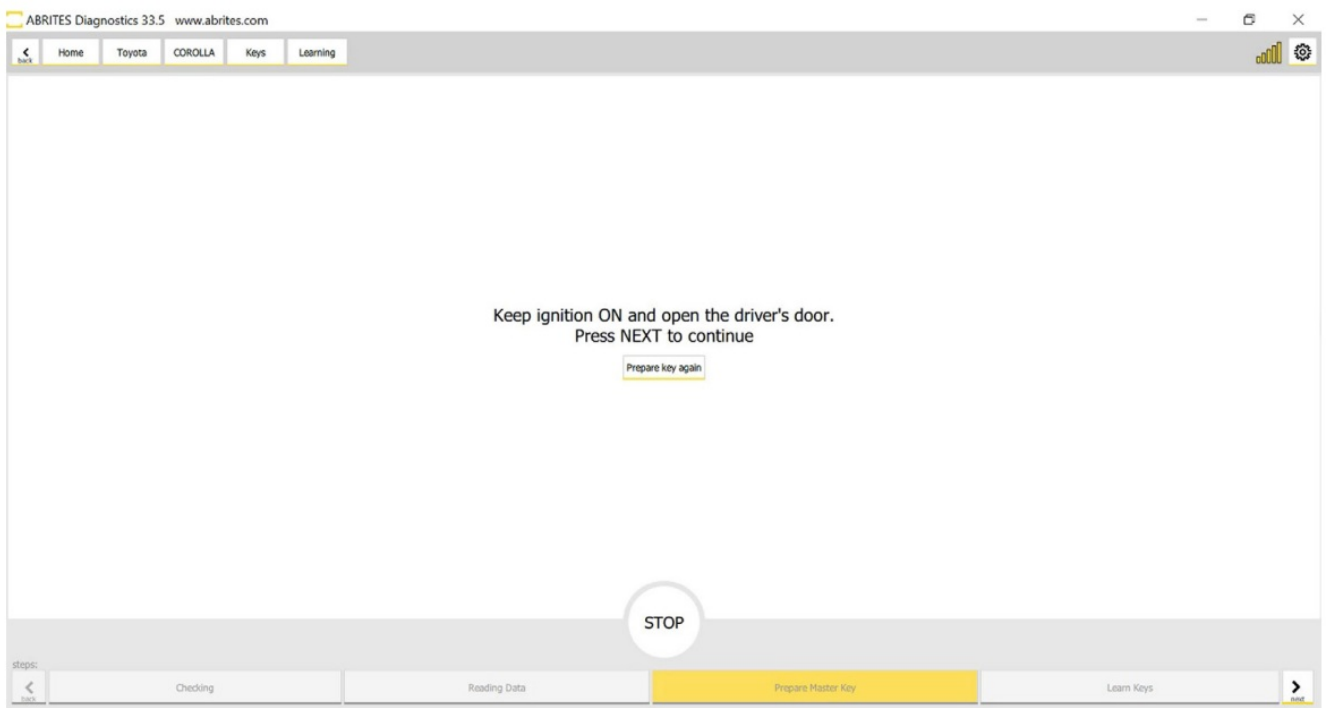 ABRITES Diagnostics 33.5 www.abrites.com
back Home Toyota COROLLA Keys Learning
Keep ignition ON and open the driver's door.
Press NEXT to continue
Prepare key again
STOP
steps:
back Checking Reading Data Prepare Master Key Learn Keys next